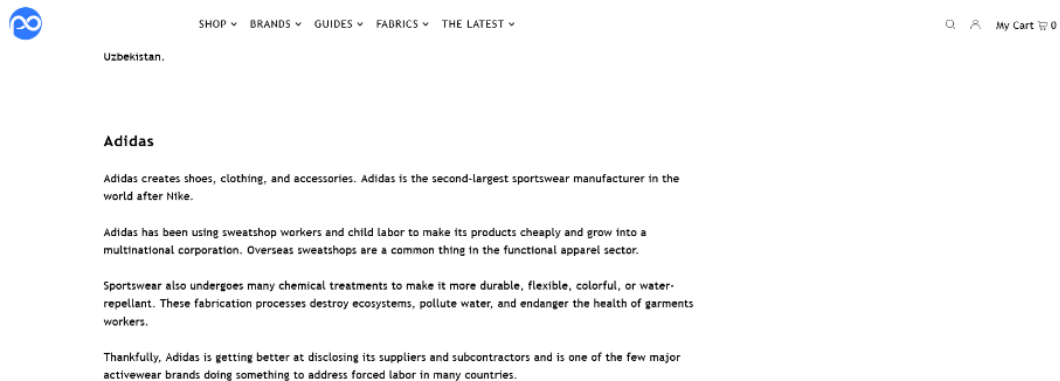 SHOP BRANDS GUIDES FABRICS THE LATEST My Cart 0
Uzbekistan.
Adidas
Adidas creates shoes, clothing, and accessories. Adidas is the second-largest sportswear manufacturer in the
world after Nike.
Adidas has been using sweatshop workers and child labor to make its products cheaply and grow into a
multinational corporation. Overseas sweatshops are a common thing in the functional apparel sector.
Sportswear also undergoes many chemical treatments to make it more durable, flexible, colorful, or water-
repellant. These fabrication processes destroy ecosystems, pollute water, and endanger the health of garments
workers.
Thankfully, Adidas is getting better at disclosing its suppliers and subcontractors and is one of the few major
activewear brands doing something to address forced labor in many countries.